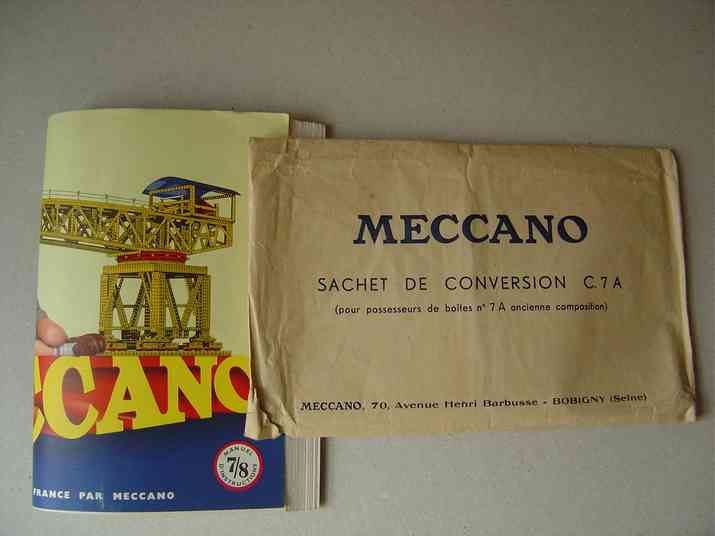 CCANO
MANUEL
7/8
D'INSTRUCTIONS
FRANCE PAR MECCANO
MECCANO
SACHET DE CONVERSION C.7A
(pour possesseurs de boîtes n° 7.A ancienne composition)
MECCANO, 70, Avenue Henri Barbusse - BOBIGNY (Seine)